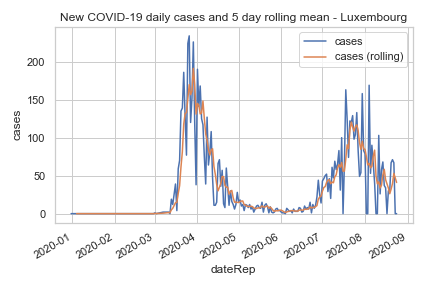 New COVID-19 daily cases and 5 day rolling mean - Luxembourg
cases
cases (rolling)
200
150
100
50
0
cases
2020-01
2020-02
2020-03
2020-04
2020-05
2020-06
2020-07
2020-08
2020-09
dateRep